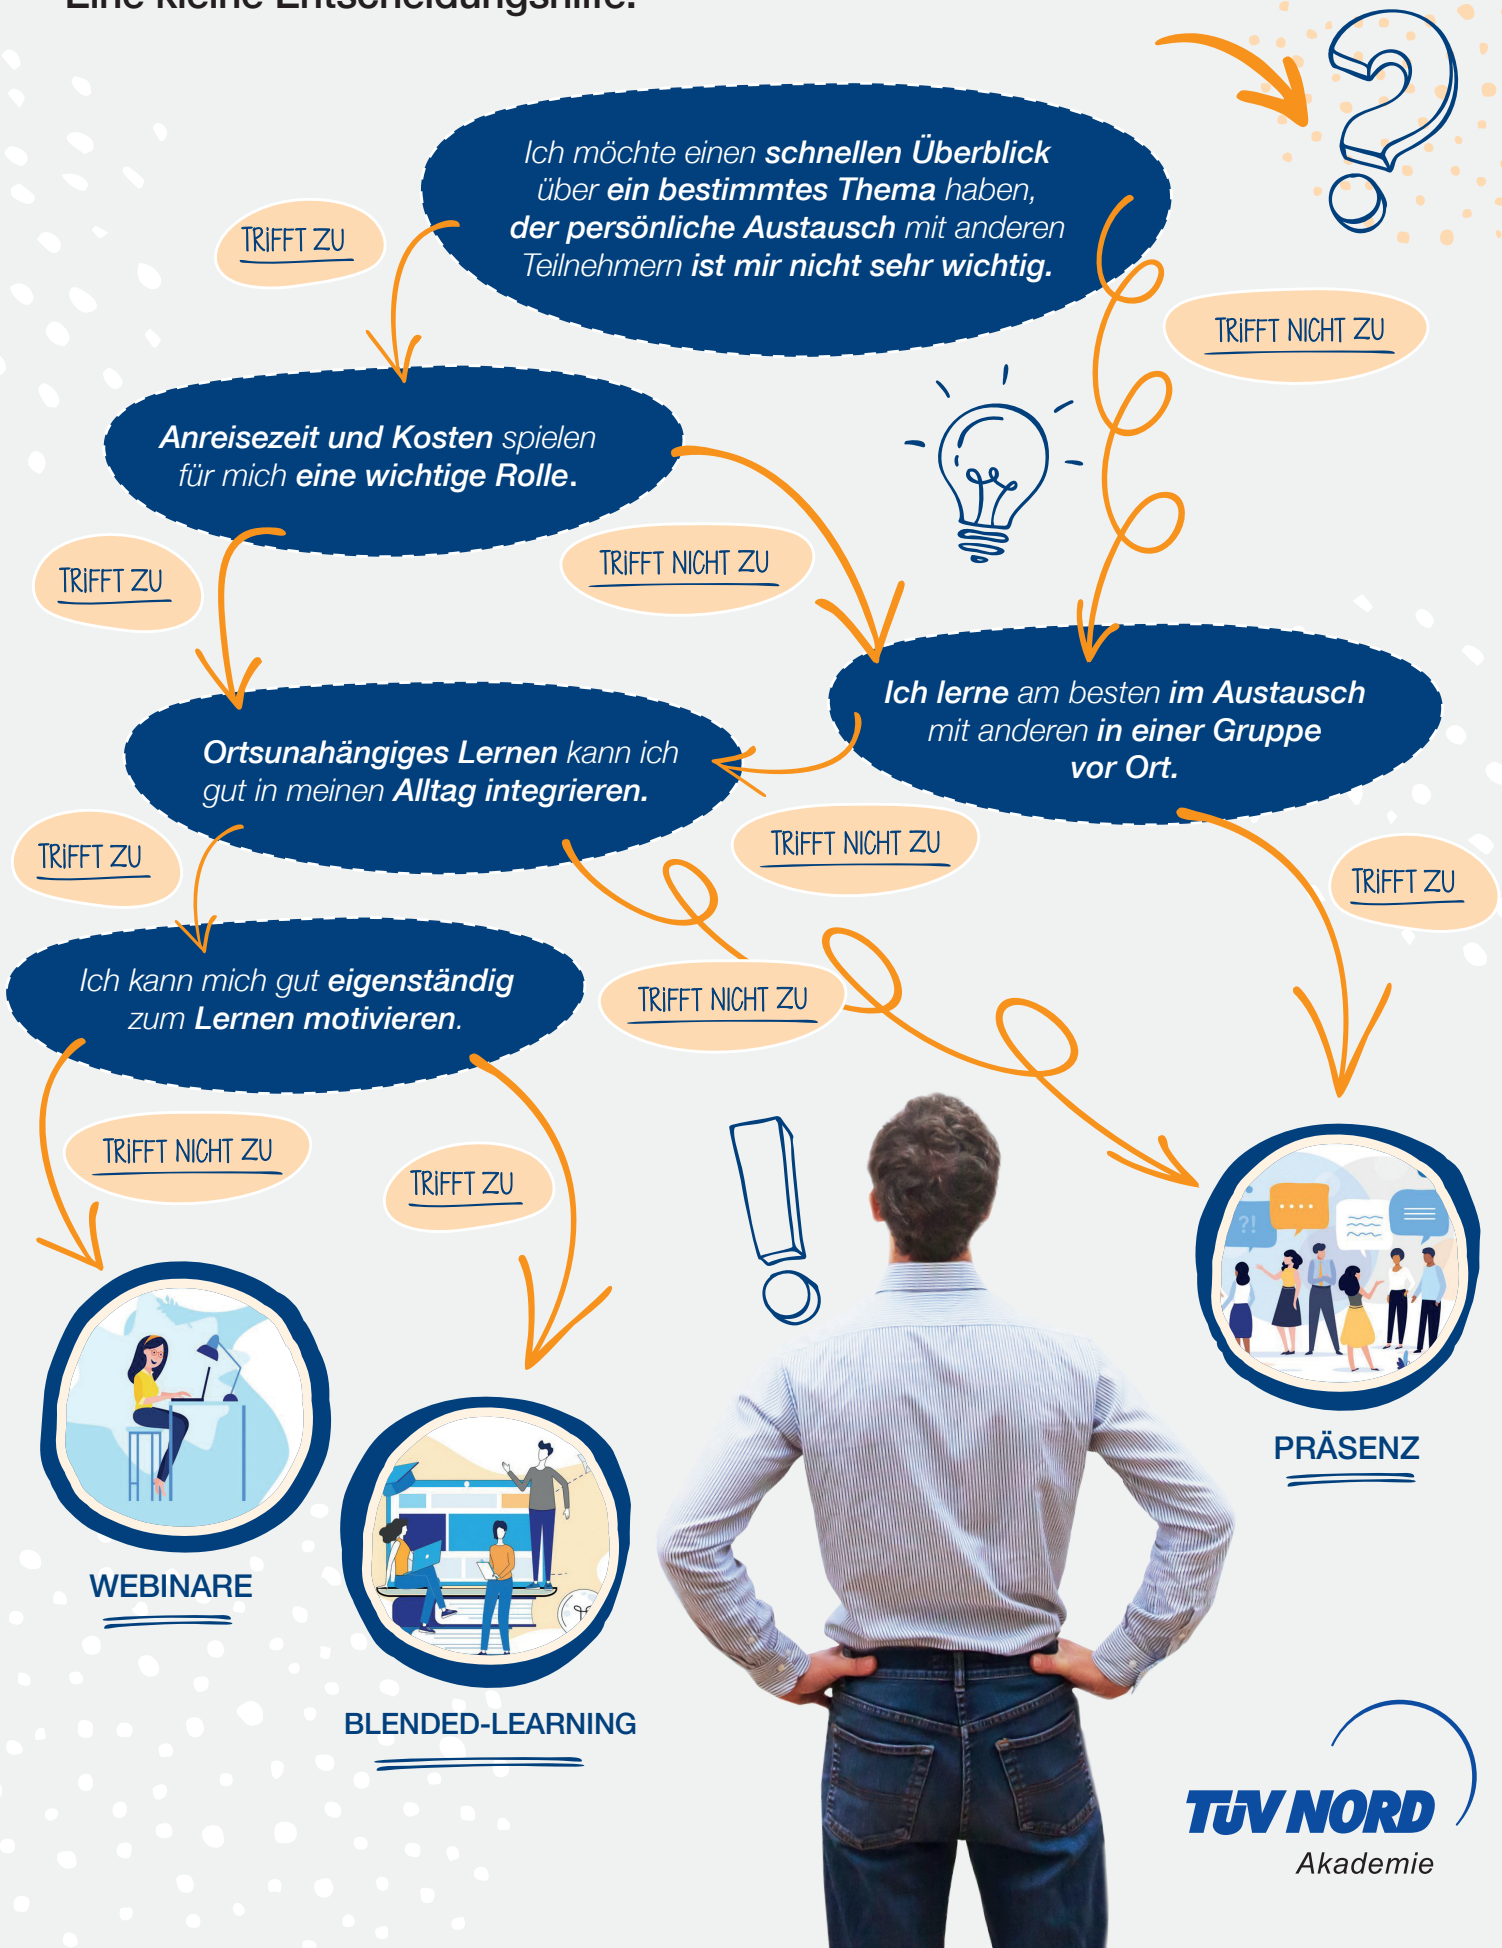 Eine kleine Entscheidungshilfe.
Ich möchte einen schnellen Überblick
über ein bestimmtes Thema haben,
der persönliche Austausch mit anderen
Teilnehmern ist mir nicht sehr wichtig.
TRIFFT ZU
TRIFFT NICHT ZU
Anreisezeit und Kosten spielen
für mich eine wichtige Rolle.
TRIFFT ZU
TRIFFT NICHT ZU
Ich lerne am besten im Austausch
mit anderen in einer Gruppe
vor Ort.
Ortsunahängiges Lernen kann ich
gut in meinen Alltag integrieren.
TRIFFT ZU
TRIFFT NICHT ZU
TRIFFT ZU
Ich kann mich gut eigenständig
zum Lernen motivieren.
TRIFFT NICHT ZU
TRIFFT NICHT ZU
TRIFFT ZU
?!
PRÄSENZ
WEBINARE
BLENDED-LEARNING
TÜV NORD
Akademie